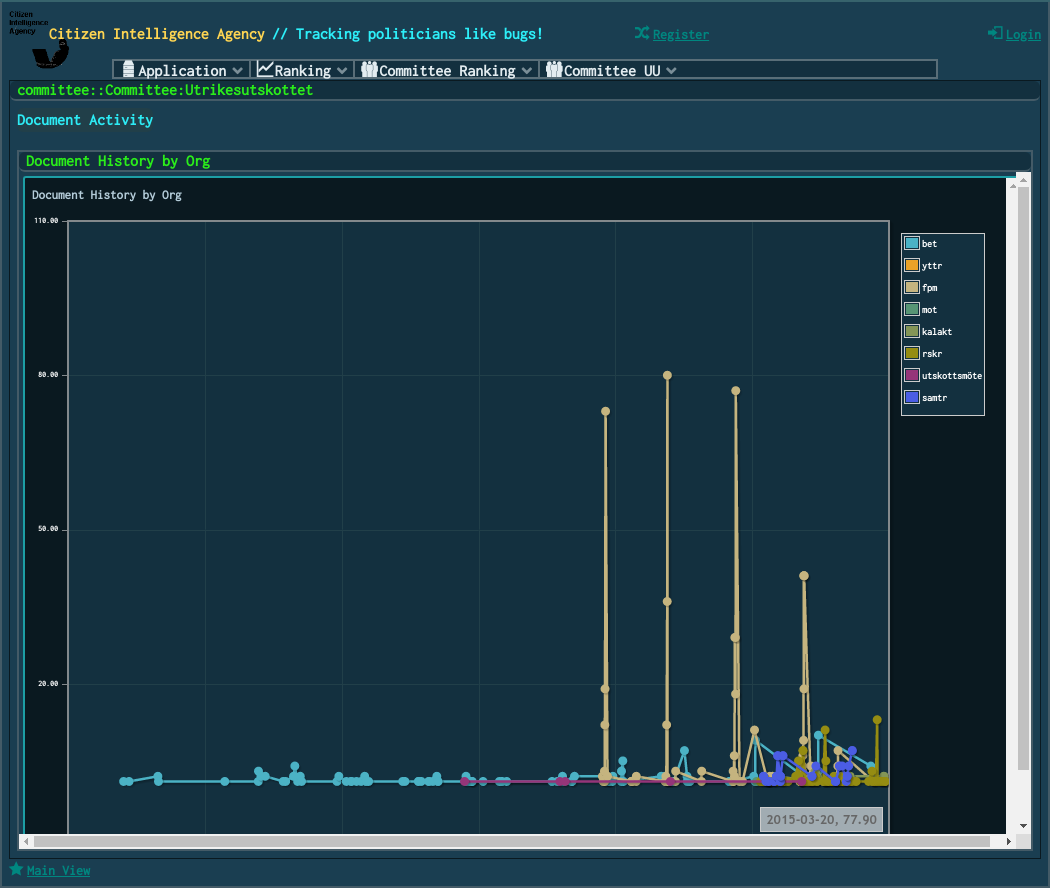 Citizen
Intelligence
Agency
Citizen Intelligence Agency // Tracking politicians like bugs!
Register
Login
Application
Ranking
Committee Ranking
Committee UU
committee::Committee:Utrikesutskottet
Document Activity
Document History by Org
Document History by Org
110.00
80.00
50.00
20.00
bet
yttr
fpm
mot
kalakt
rskr
utskottsmöte
samtr
2015-03-20, 77.90
Main View